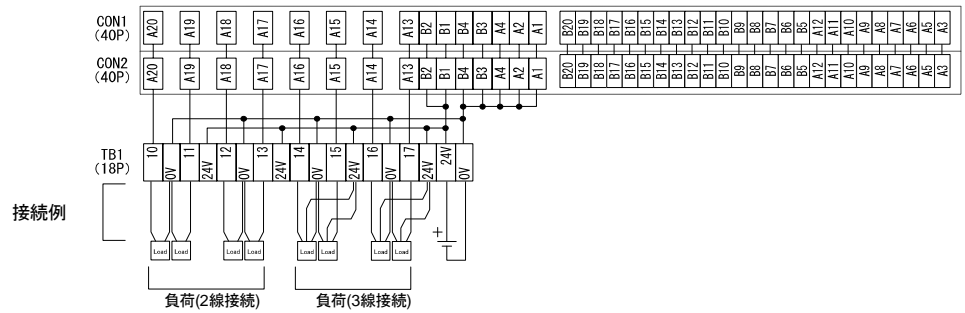 CON1
(40P)
A20 A19 A18 A17 A16 A15 A14 A13 B2 B1 B4 B3 A4 A2 A1 B20 B19 B18 B17 B16 B15 B14 B13 B12 B11 B10 B9 B8 B7 B6 B5 A12 A11 A10 A9 A8 A7 A6 A5 A3
CON2
(40P)
A20 A19 A18 A17 A16 A15 A14 A13 B2 B1 B4 B3 A4 A2 A1 B20 B19 B18 B17 B16 B15 B14 B13 B12 B11 B10 B9 B8 B7 B6 B5 A12 A11 A10 A9 A8 A7 A6 A5 A3
TB1
(18P)
10 0V 11 24V 12 0V 13 24V 14 0V 15 24V 16 0V 17 24V 24V 0V
接続例
+
Load Load Load Load Load Load Load Load
負荷(2線接続) 負荷(3線接続)